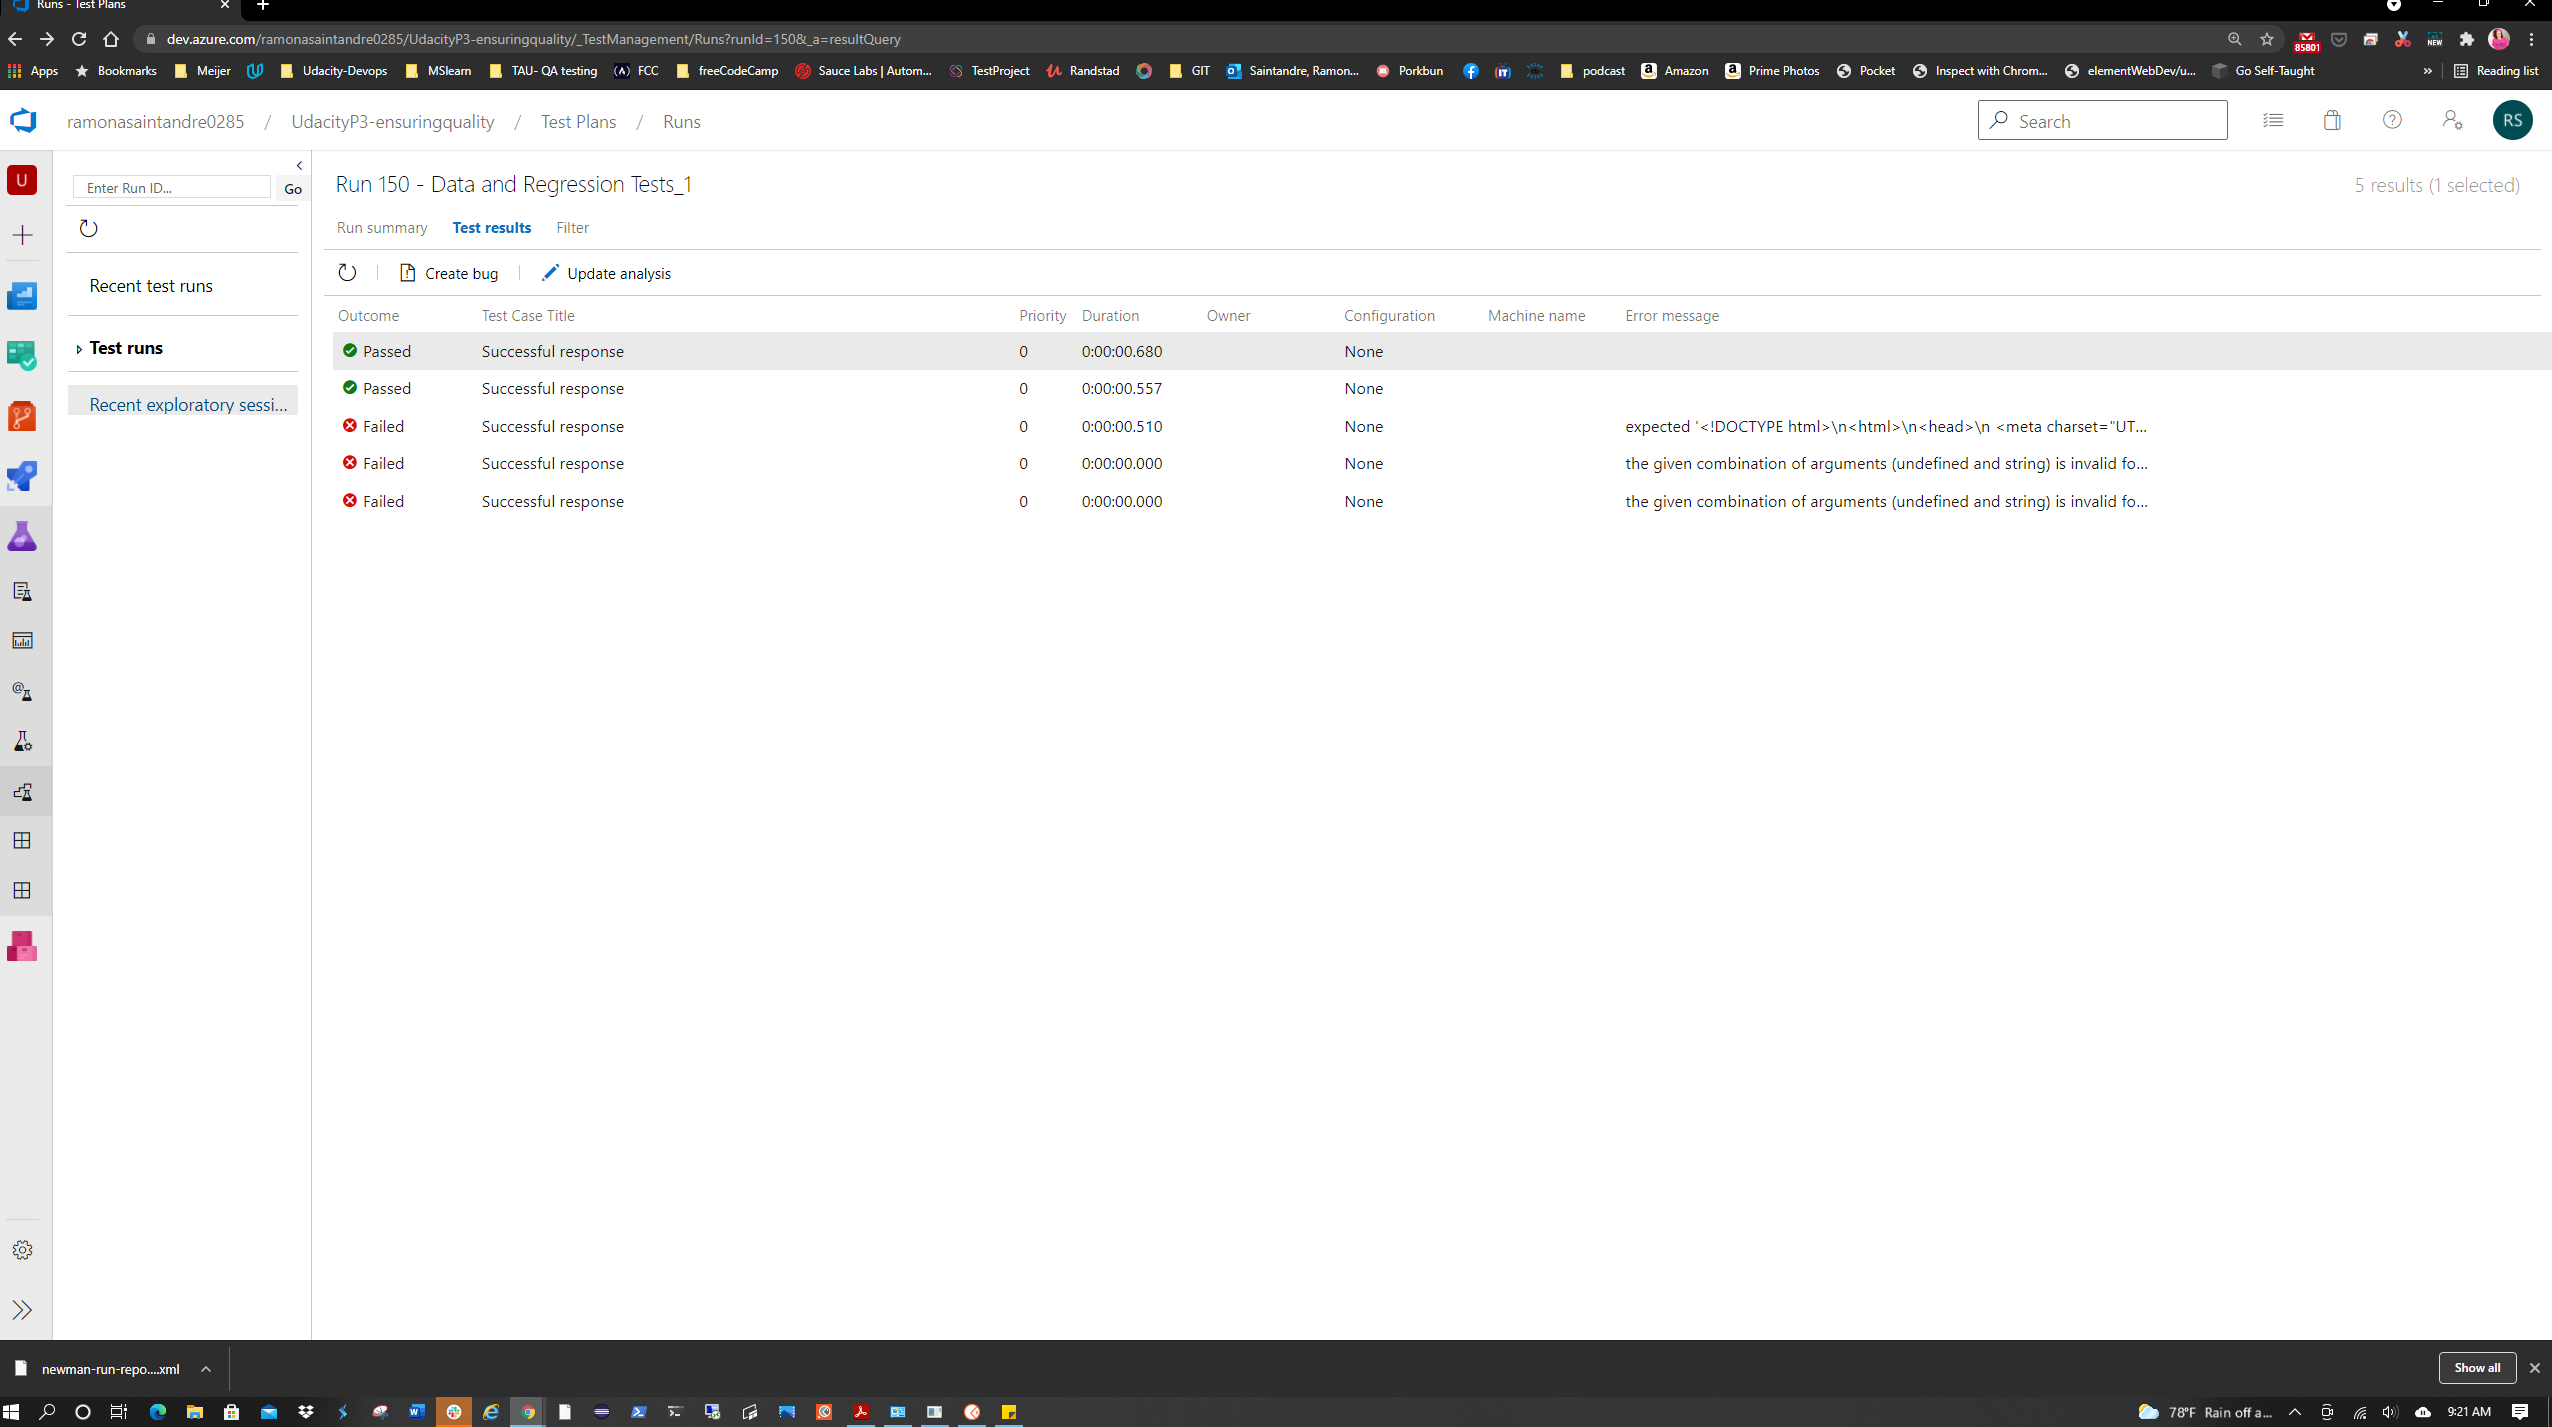 Runs - Test Plans
dev.azure.com/ramonasaintandre0285/UdacityP3-ensuringquality/_TestManagement/Runs?runId=150&_a=resultQuery
85801
NEW
Apps Bookmarks Meijer Udacity-Devops MSlearn TAU- QA testing FCC freeCodeCamp Sauce Labs | Autom... TestProject Randstad GIT Saintandre, Ramon... Porkbun podcast Amazon Prime Photos Pocket Inspect with Chrom... elementWebDev/u... Go Self-Taught » Reading list
ramonasaintandre0285 / UdacityP3-ensuringquality / Test Plans / Runs
Search
RS
U
Enter Run ID...
Go
Recent test runs
Test runs
Recent exploratory sessi...
Run 150 - Data and Regression Tests_1
5 results (1 selected)
Run summary Test results Filter
Create bug Update analysis
Outcome Test Case Title Priority Duration Owner Configuration Machine name Error message
Passed Successful response 0 0:00:00.680 None
Passed Successful response 0 0:00:00.557 None
Failed Successful response 0 0:00:00.510 None expected '<!DOCTYPE html>\n<html>\n<head>\n <meta charset="UT...
Failed Successful response 0 0:00:00.000 None the given combination of arguments (undefined and string) is invalid fo...
Failed Successful response 0 0:00:00.000 None the given combination of arguments (undefined and string) is invalid fo...
newman-run-repo....xml
Show all
78°F Rain off a...
9:21 AM